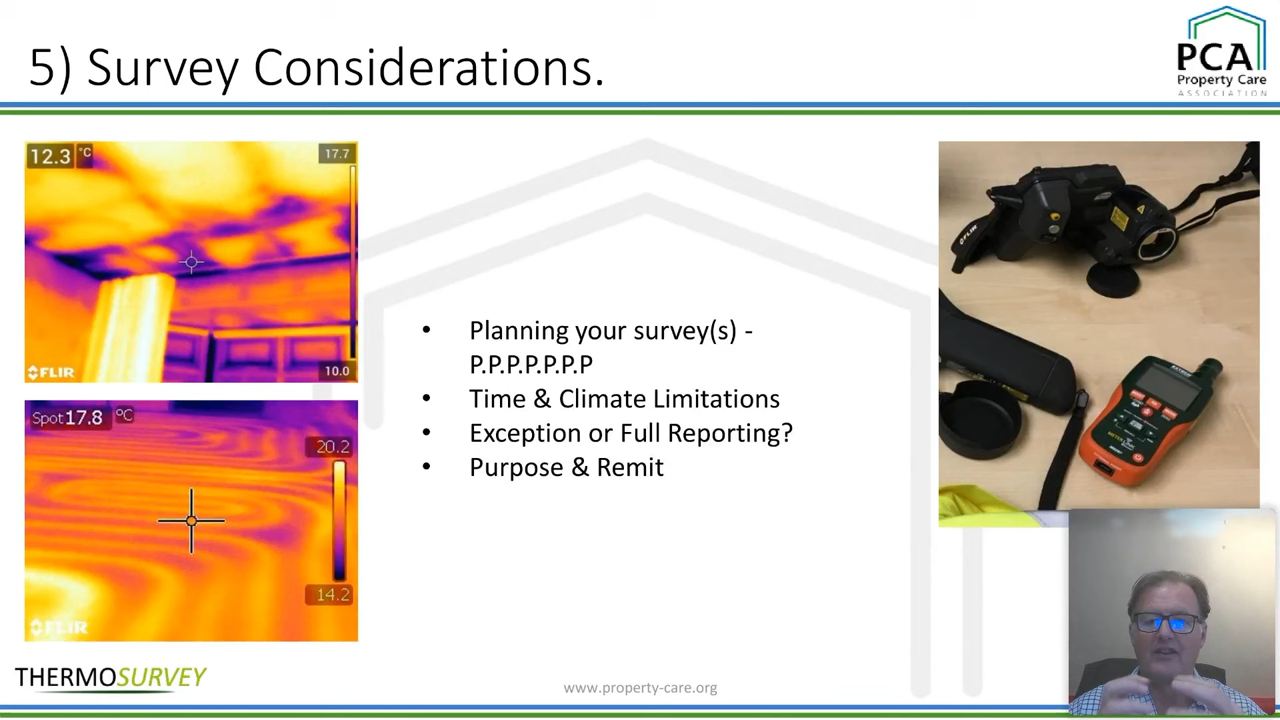 5) Survey Considerations.
PCA
Property Care
ASSOCIATION
12.3 °C
17.7
10.0
FLIR
Spot 17.8 °C
20.2
14.2
FLIR
• Planning your survey(s) -
P.P.P.P.P.P.P
• Time & Climate Limitations
• Exception or Full Reporting?
• Purpose & Remit
FLIR
EXTECH
THERMOSURVEY
www.property-care.org